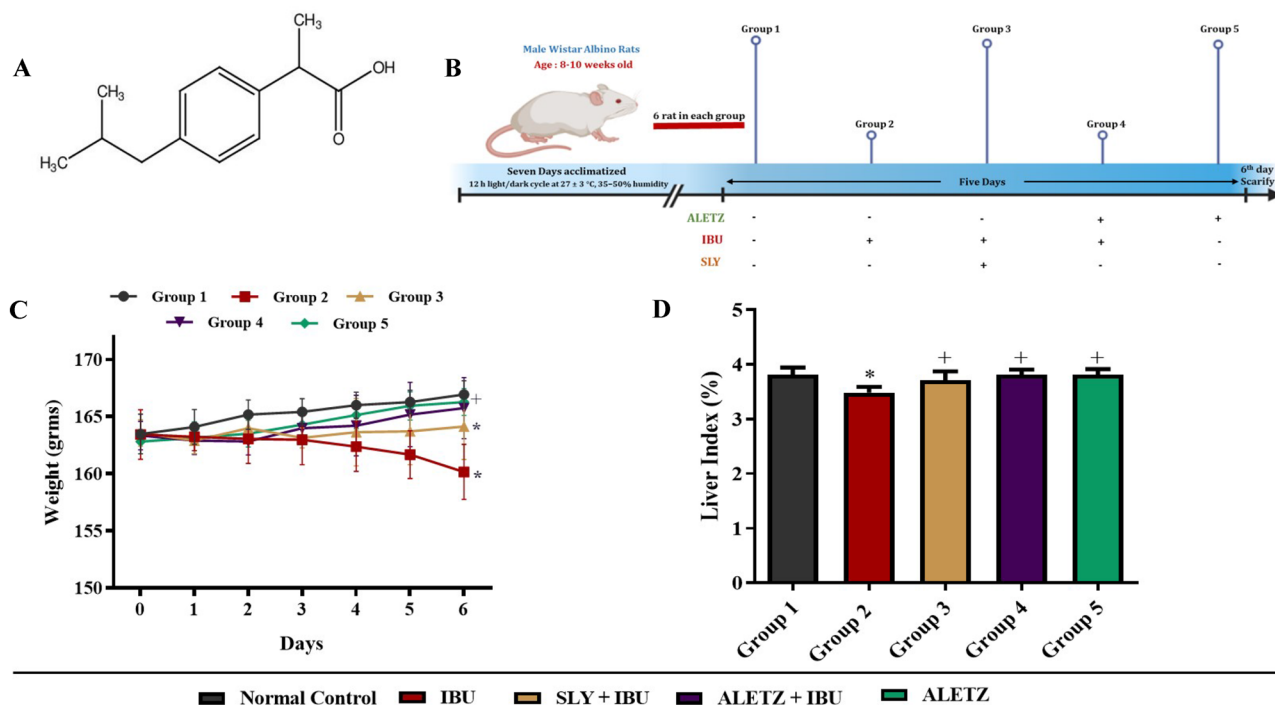 A
CH₃
OH
O
CH₃
H₃C
B
Male Wistar Albino Rats
Age : 8-10 weeks old
6 rat in each group
Group 1
Group 2
Group 3
Group 4
Group 5
Seven Days acclimatized
12 h light/dark cycle at 27 ± 3 °C, 35–50% humidity
Five Days
6th day
Scarify
ALETZ - - - + +
IBU - + + + -
SLY - - + - -
C
Group 1 Group 2 Group 3
Group 4 Group 5
Weight (grms)
170
165
160
155
150
+
*
*
0 1 2 3 4 5 6
Days
D
Liver Index (%)
5
4
3
2
1
0
* + + +
Group 1 Group 2 Group 3 Group 4 Group 5
Normal Control IBU SLY + IBU ALETZ + IBU ALETZ